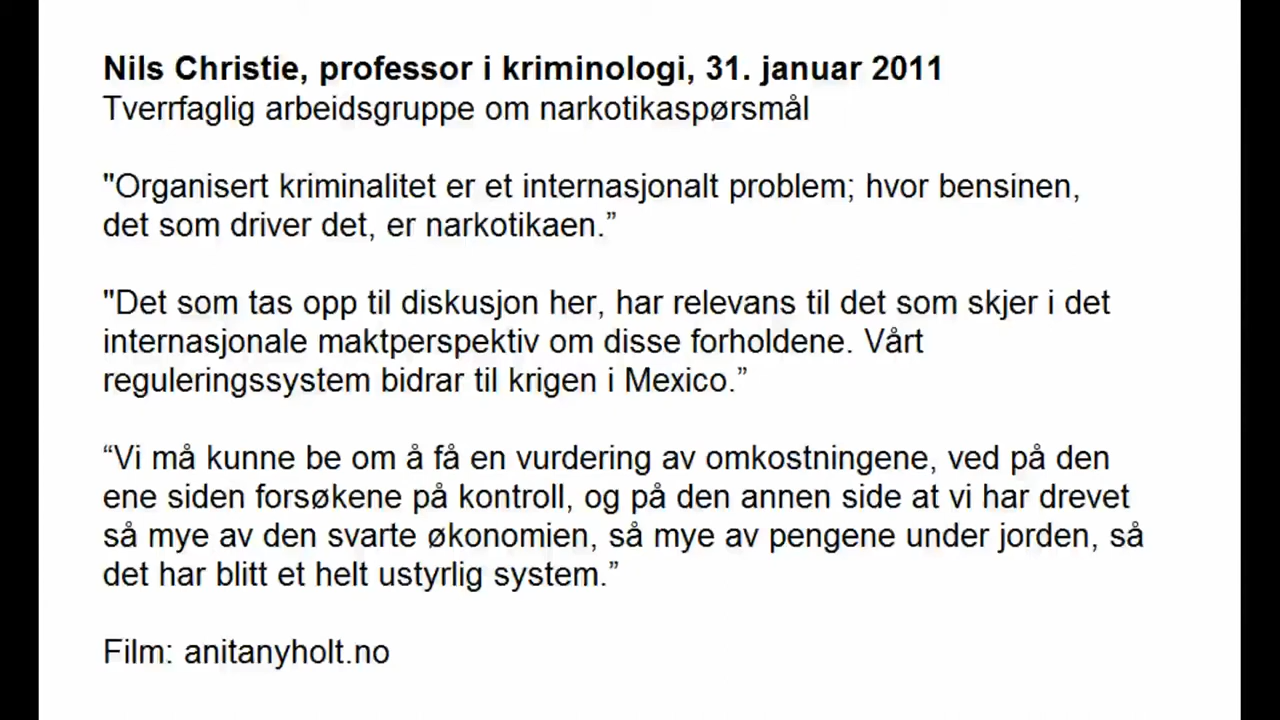 Nils Christie, professor i kriminologi, 31. januar 2011
Tverrfaglig arbeidsgruppe om narkotikaspørsmål
"Organisert kriminalitet er et internasjonalt problem; hvor bensinen,
det som driver det, er narkotikaen.”
"Det som tas opp til diskusjon her, har relevans til det som skjer i det
internasjonale maktperspektiv om disse forholdene. Vårt
reguleringssystem bidrar til krigen i Mexico.”
“Vi må kunne be om å få en vurdering av omkostningene, ved på den
ene siden forsøkene på kontroll, og på den annen side at vi har drevet
så mye av den svarte økonomien, så mye av pengene under jorden, så
det har blitt et helt ustyrlig system.”
Film: anitanyholt.no